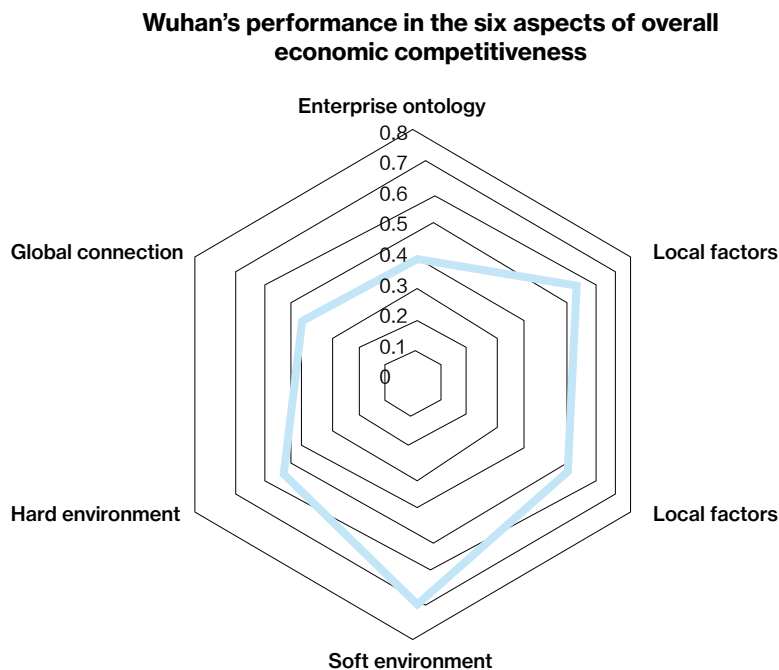 Wuhan's performance in the six aspects of overall
economic competitiveness
Enterprise ontology
0.8
0.7
0.6
0.5
0.4
0.3
0.2
0.1
0
Global connection
Local factors
Hard environment
Local factors
Soft environment